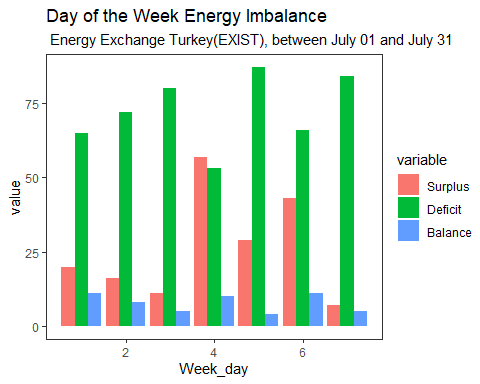 Day of the Week Energy Imbalance
Energy Exchange Turkey(EXIST), between July 01 and July 31
75
50
25
0
value
2
4
6
Week_day
variable
Surplus
Deficit
Balance